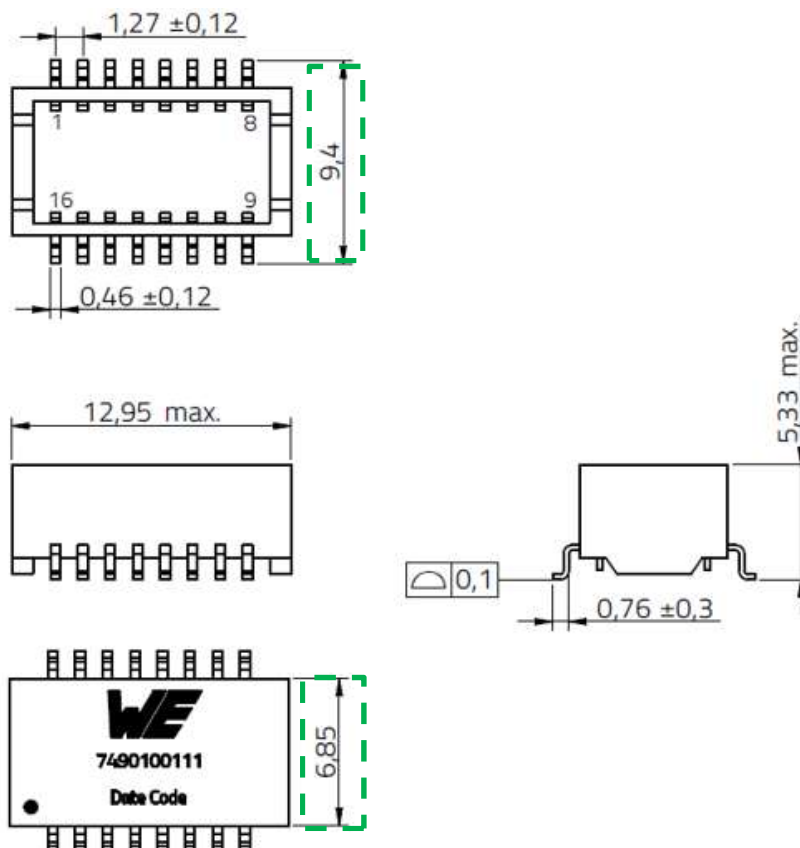 1,27 ±0,12
1 8
9,4
16 9
0,46 ±0,12
12,95 max.
5,33 max.
0,1
0,76 ±0,3
WE
7490100111
6,85
Date Code